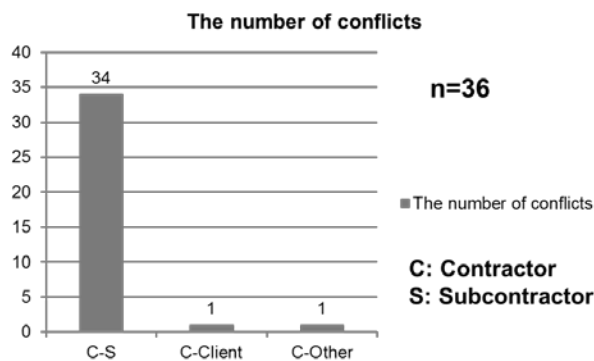 The number of conflicts
40
35
30
25
20
15
10
5
0
34
1
1
C-S
C-Client
C-Other
n=36
The number of conflicts
C: Contractor
S: Subcontractor